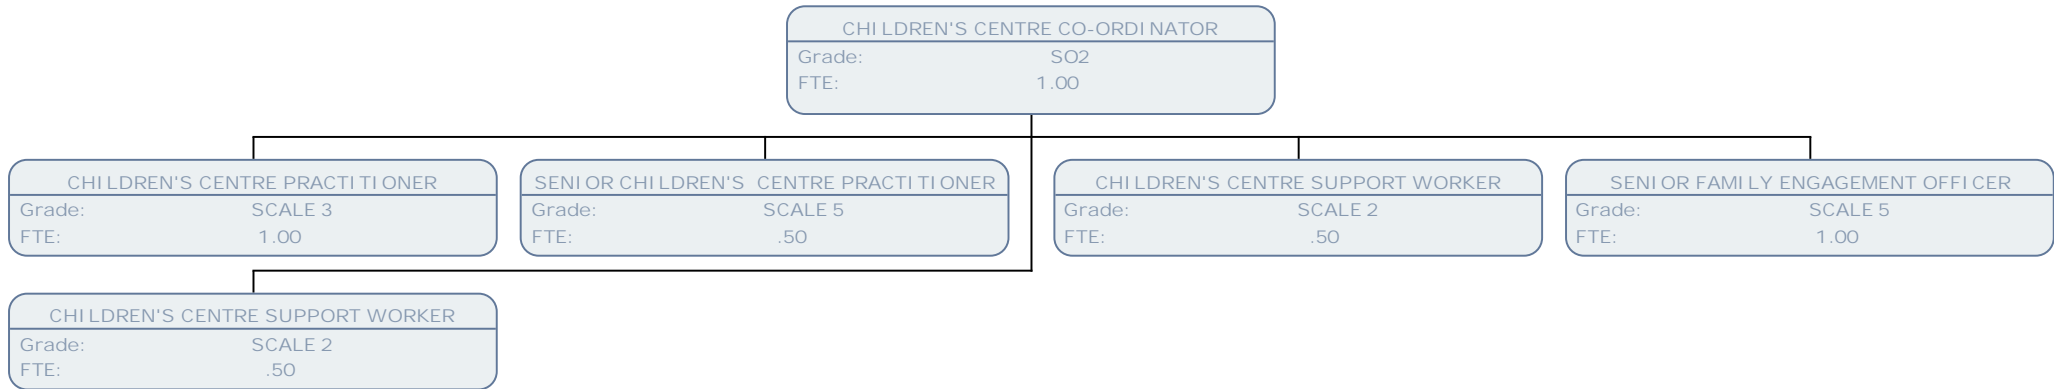 CHILDREN'S CENTRE CO-ORDINATOR
Grade: SO2
FTE: 1.00
CHILDREN'S CENTRE PRACTITIONER
Grade: SCALE 3
FTE: 1.00
SENIOR CHILDREN'S CENTRE PRACTITIONER
Grade: SCALE 5
FTE: .50
CHILDREN'S CENTRE SUPPORT WORKER
Grade: SCALE 2
FTE: .50
SENIOR FAMILY ENGAGEMENT OFFICER
Grade: SCALE 5
FTE: 1.00
CHILDREN'S CENTRE SUPPORT WORKER
Grade: SCALE 2
FTE: .50